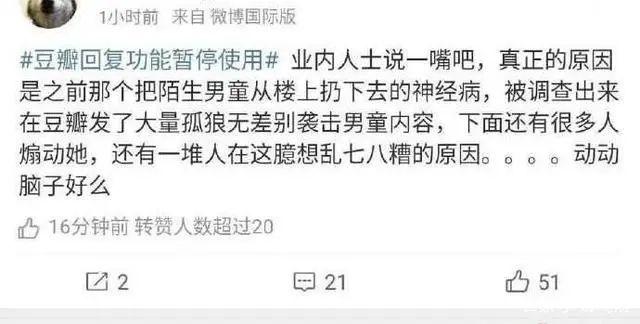 1小时前 来自 微博国际版
#豆瓣回复功能暂停使用# 业内人士说一嘴吧，真正的原因
是之前那个把陌生男童从楼上扔下去的神经病，被调查出来
在豆瓣发了大量孤狼无差别袭击男童内容，下面还有很多人
煽动她，还有一堆人在这臆想乱七八糟的原因。。。。动动
脑子好么
16分钟前 转赞人数超过20
2
21
51